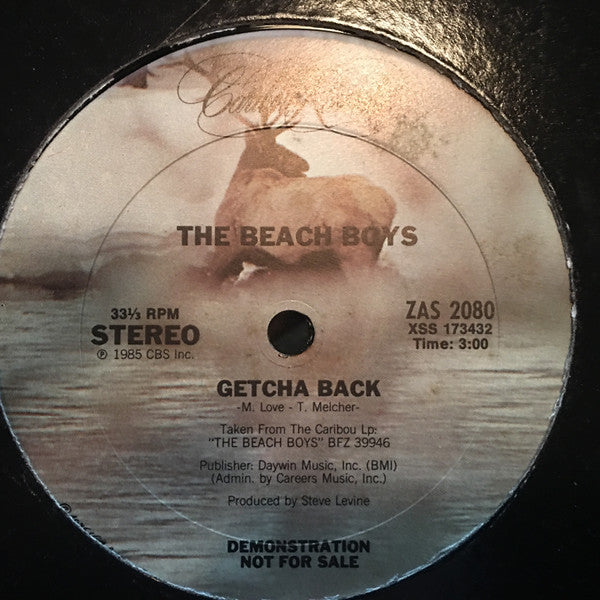 Caribou
THE BEACH BOYS
33⅓ RPM
STEREO
℗ 1985 CBS Inc.
ZAS 2080
XSS 173432
Time: 3:00
GETCHA BACK
-M. Love - T. Melcher-
Taken From The Caribou Lp:
"THE BEACH BOYS" BFZ 39946
Publisher: Daywin Music, Inc. (BMI)
(Admin. by Careers Music, Inc.)
Produced by Steve Levine
DEMONSTRATION
NOT FOR SALE